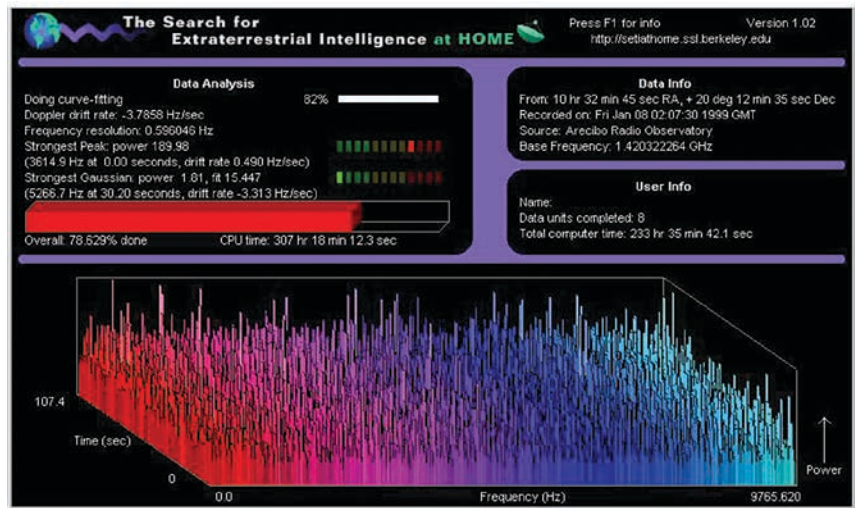 The Search for
Extraterrestrial Intelligence at HOME
Press F1 for info
Version 1.02
http://setiathome.ssl.berkeley.edu
Data Analysis
Doing curve-fitting 82%
Doppler drift rate: -3.7858 Hz/sec
Frequency resolution: 0.596046 Hz
Strongest Peak: power 189.98
(3614.9 Hz at 0.00 seconds, drift rate 0.490 Hz/sec)
Strongest Gaussian: power 1.81, fit 15.447
(5266.7 Hz at 30.20 seconds, drift rate -3.313 Hz/sec)
Overall: 78.629% done CPU time: 307 hr 18 min 12.3 sec
Data Info
From: 10 hr 32 min 45 sec RA, + 20 deg 12 min 35 sec Dec
Recorded on: Fri Jan 08 02:07:30 1999 GMT
Source: Arecibo Radio Observatory
Base Frequency: 1.420322264 GHz
User Info
Name:
Data units completed: 8
Total computer time: 233 hr 35 min 42.1 sec
107.4
Time (sec)
0
0.0
Frequency (Hz)
9765.620
Power